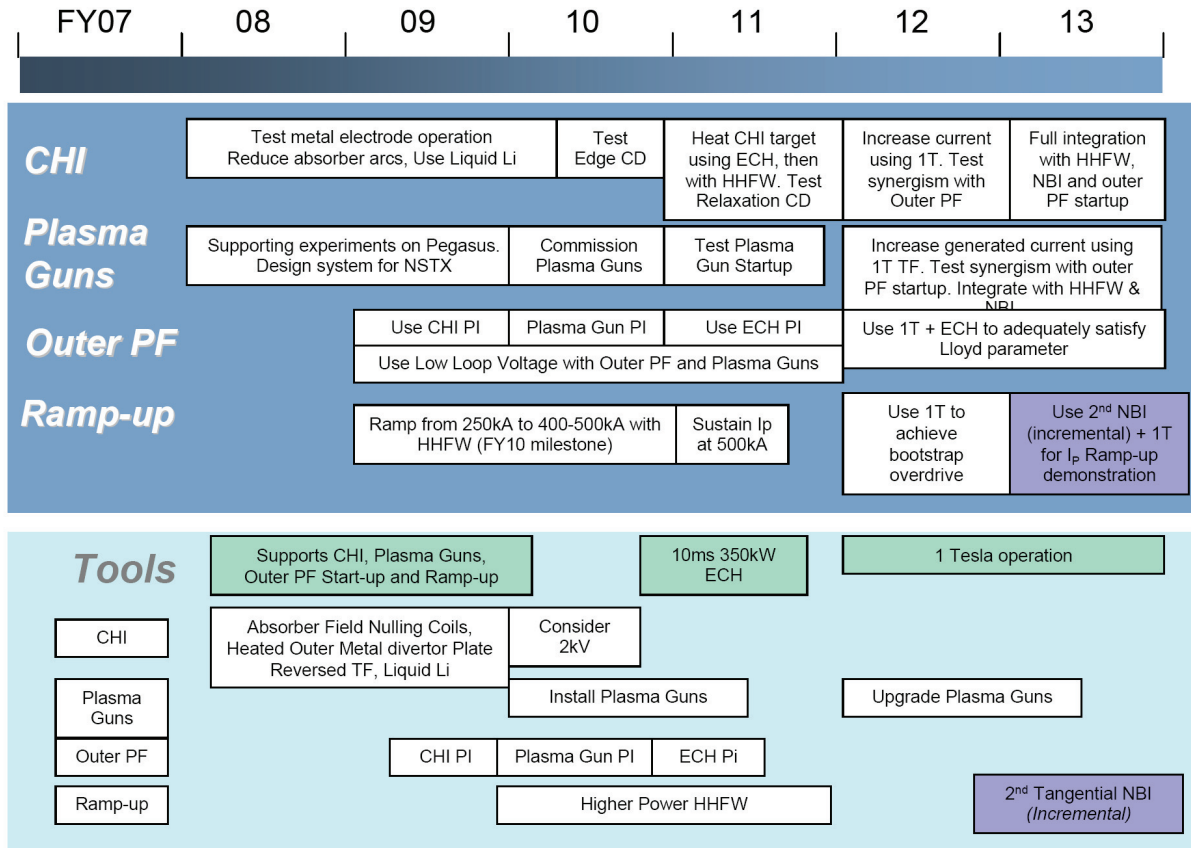 FY07 08 09 10 11 12 13
CHI
Test metal electrode operation
Reduce absorber arcs, Use Liquid Li
Test
Edge CD
Heat CHI target
using ECH, then
with HHFW. Test
Relaxation CD
Increase current
using 1T. Test
synergism with
Outer PF
Full integration
with HHFW,
NBI and outer
PF startup
Plasma
Guns
Supporting experiments on Pegasus.
Design system for NSTX
Commission
Plasma Guns
Test Plasma
Gun Startup
Increase generated current using
1T TF. Test synergism with outer
PF startup. Integrate with HHFW &
NBI
Outer PF
Use CHI PI
Plasma Gun PI
Use ECH PI
Use Low Loop Voltage with Outer PF and Plasma Guns
Use 1T + ECH to adequately satisfy
Lloyd parameter
Ramp-up
Ramp from 250kA to 400-500kA with
HHFW (FY10 milestone)
Sustain Ip
at 500kA
Use 1T to
achieve
bootstrap
overdrive
Use 2nd NBI
(incremental) + 1T
for IP Ramp-up
demonstration
Tools
Supports CHI, Plasma Guns,
Outer PF Start-up and Ramp-up
10ms 350kW
ECH
1 Tesla operation
CHI
Absorber Field Nulling Coils,
Heated Outer Metal divertor Plate
Reversed TF, Liquid Li
Consider
2kV
Plasma
Guns
Install Plasma Guns
Upgrade Plasma Guns
Outer PF
CHI PI
Plasma Gun PI
ECH Pi
Ramp-up
Higher Power HHFW
2nd Tangential NBI
(Incremental)